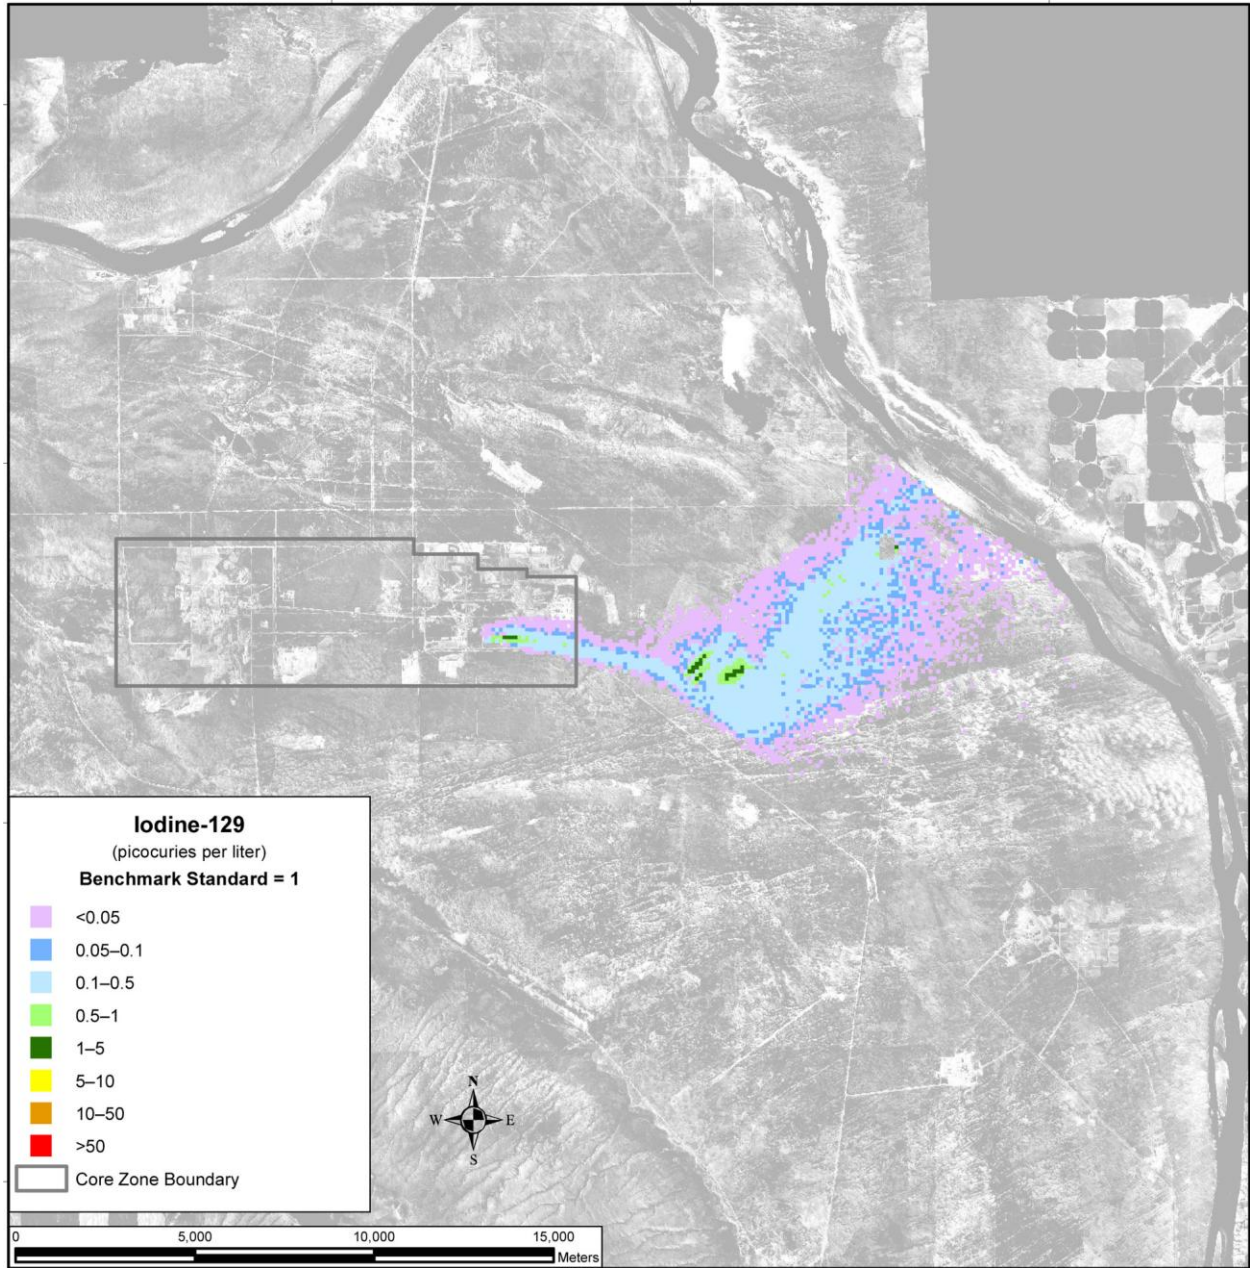 Iodine-129
(picocuries per liter)
Benchmark Standard = 1
<0.05
0.05–0.1
0.1–0.5
0.5–1
1–5
5–10
10–50
>50
Core Zone Boundary
N
W E
S
0 5,000 10,000 15,000
Meters